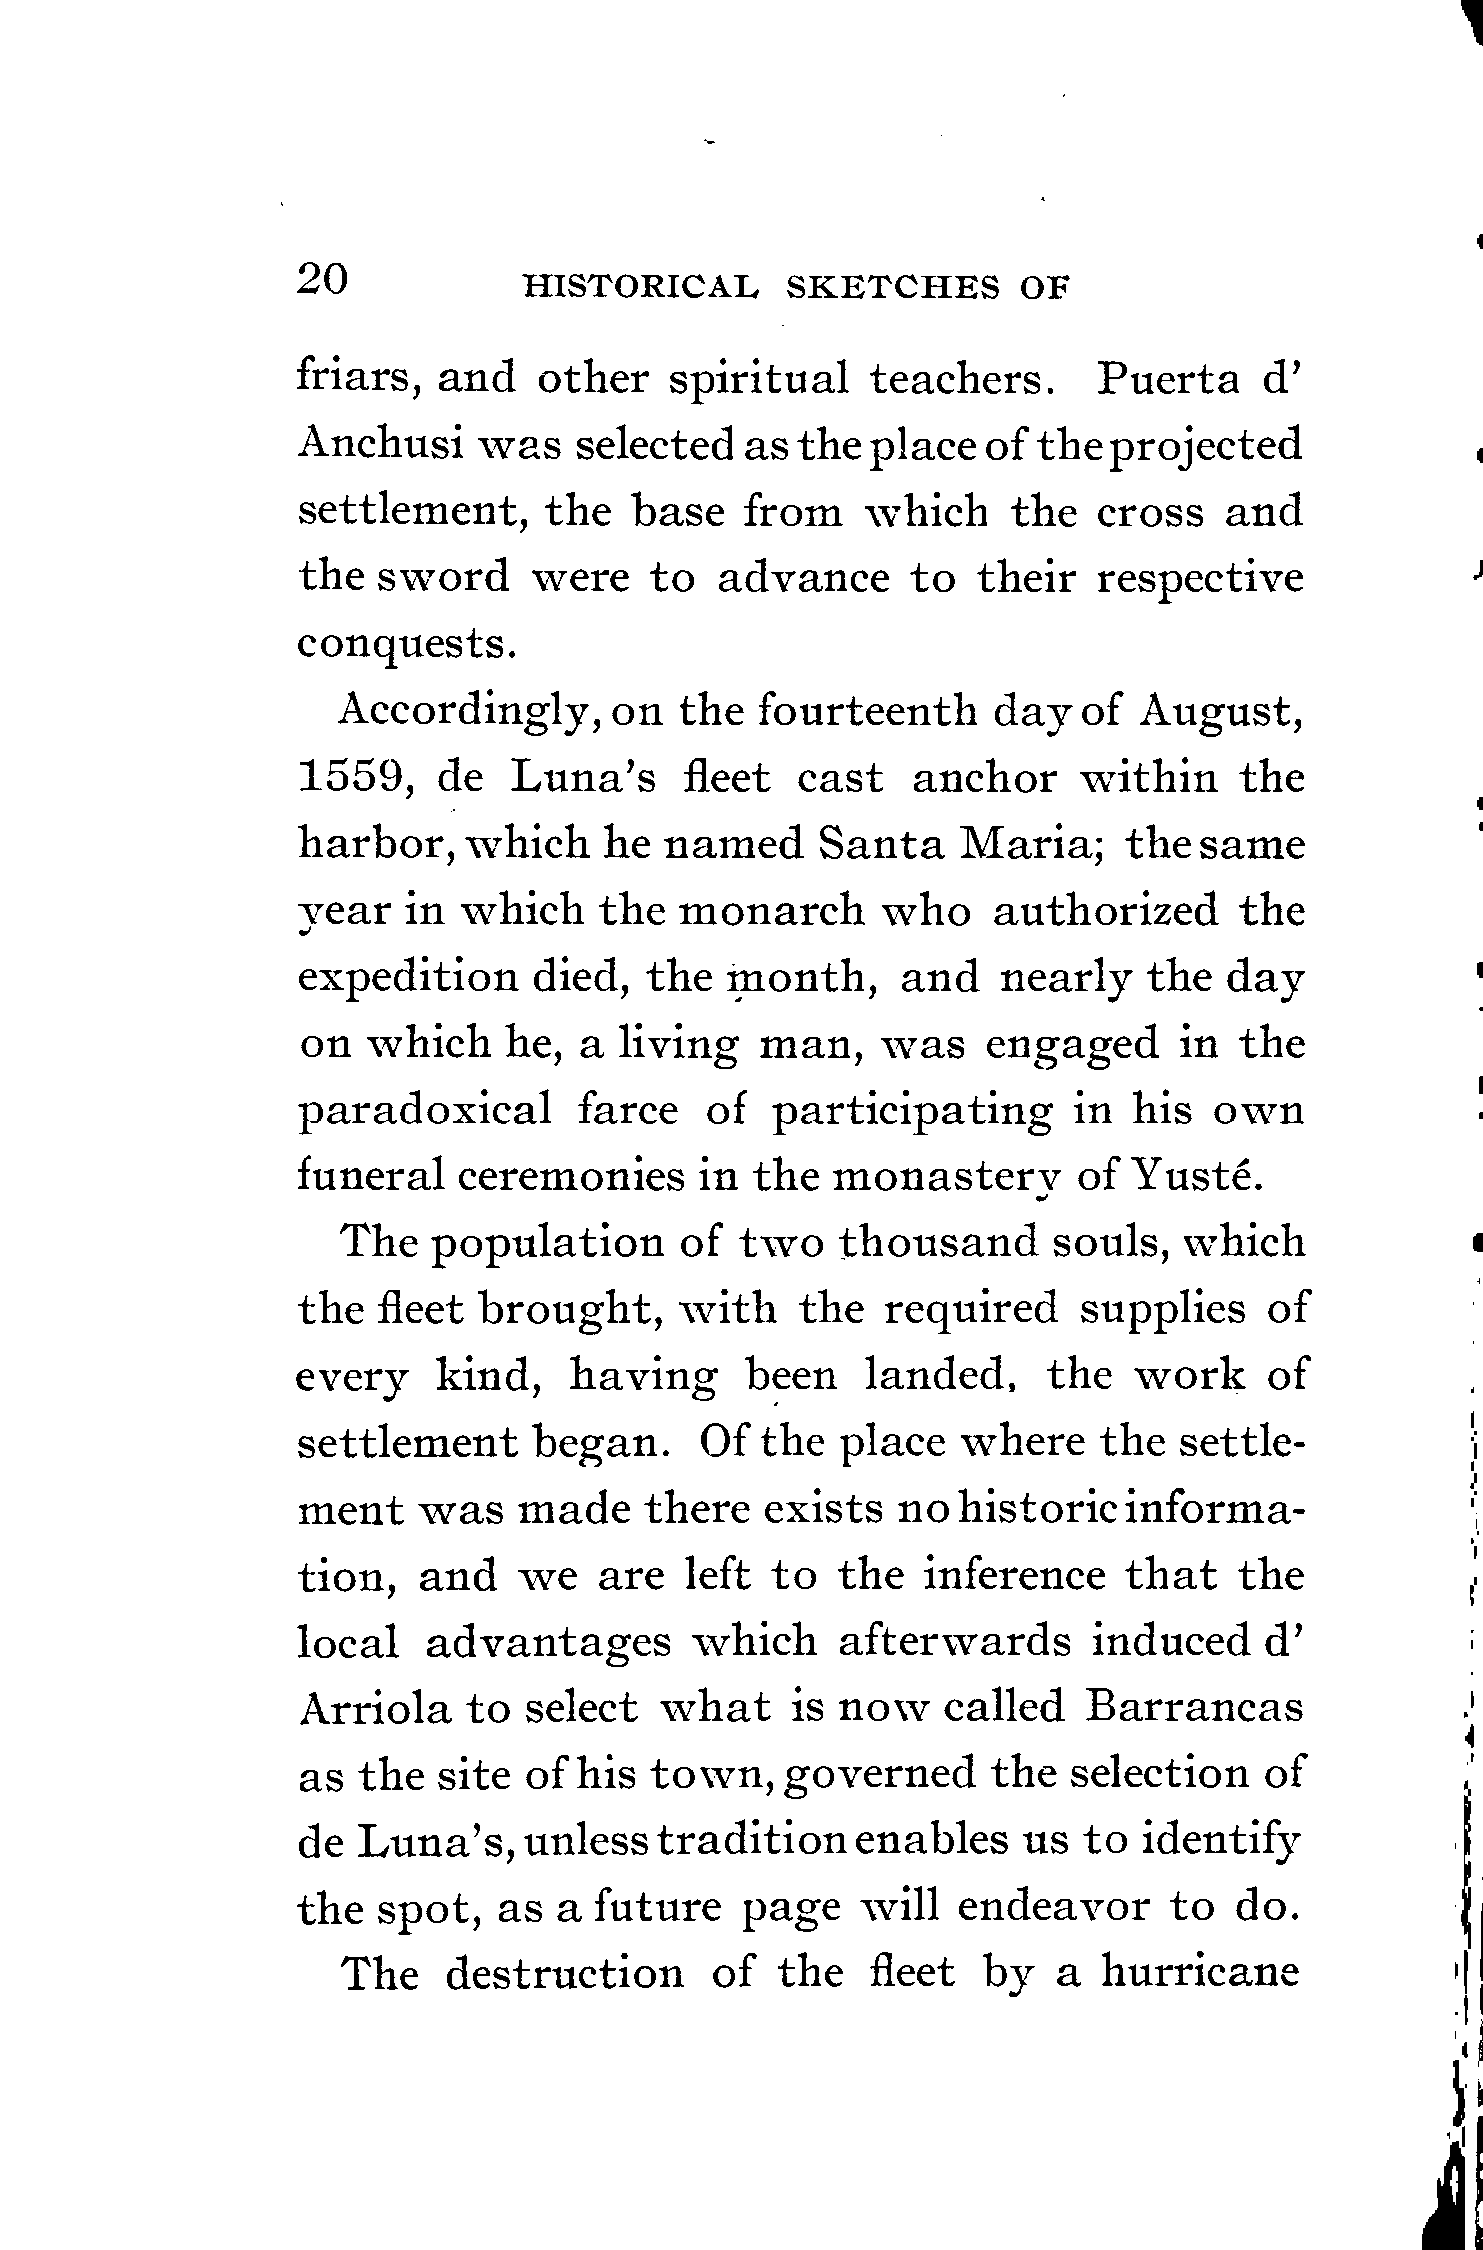 20 HISTORICAL SKETCHES OF
friars, and other spiritual teachers. Puerta d'
Anchusi was selected as the place of the projected
settlement, the base from which the cross and
the sword were to advance to their respective
conquests.
Accordingly, on the fourteenth day of August,
1559, de Luna's fleet cast anchor within the
harbor, which he named Santa Maria; the same
year in which the monarch who authorized the
expedition died, the month, and nearly the day
on which he, a living man, was engaged in the
paradoxical farce of participating in his own
funeral ceremonies in the monastery of Yusté.
The population of two thousand souls, which
the fleet brought, with the required supplies of
every kind, having been landed, the work of
settlement began. Of the place where the settle-
ment was made there exists no historic informa-
tion, and we are left to the inference that the
local advantages which afterwards induced d'
Arriola to select what is now called Barrancas
as the site of his town, governed the selection of
de Luna's, unless tradition enables us to identify
the spot, as a future page will endeavor to do.
The destruction of the fleet by a hurricane